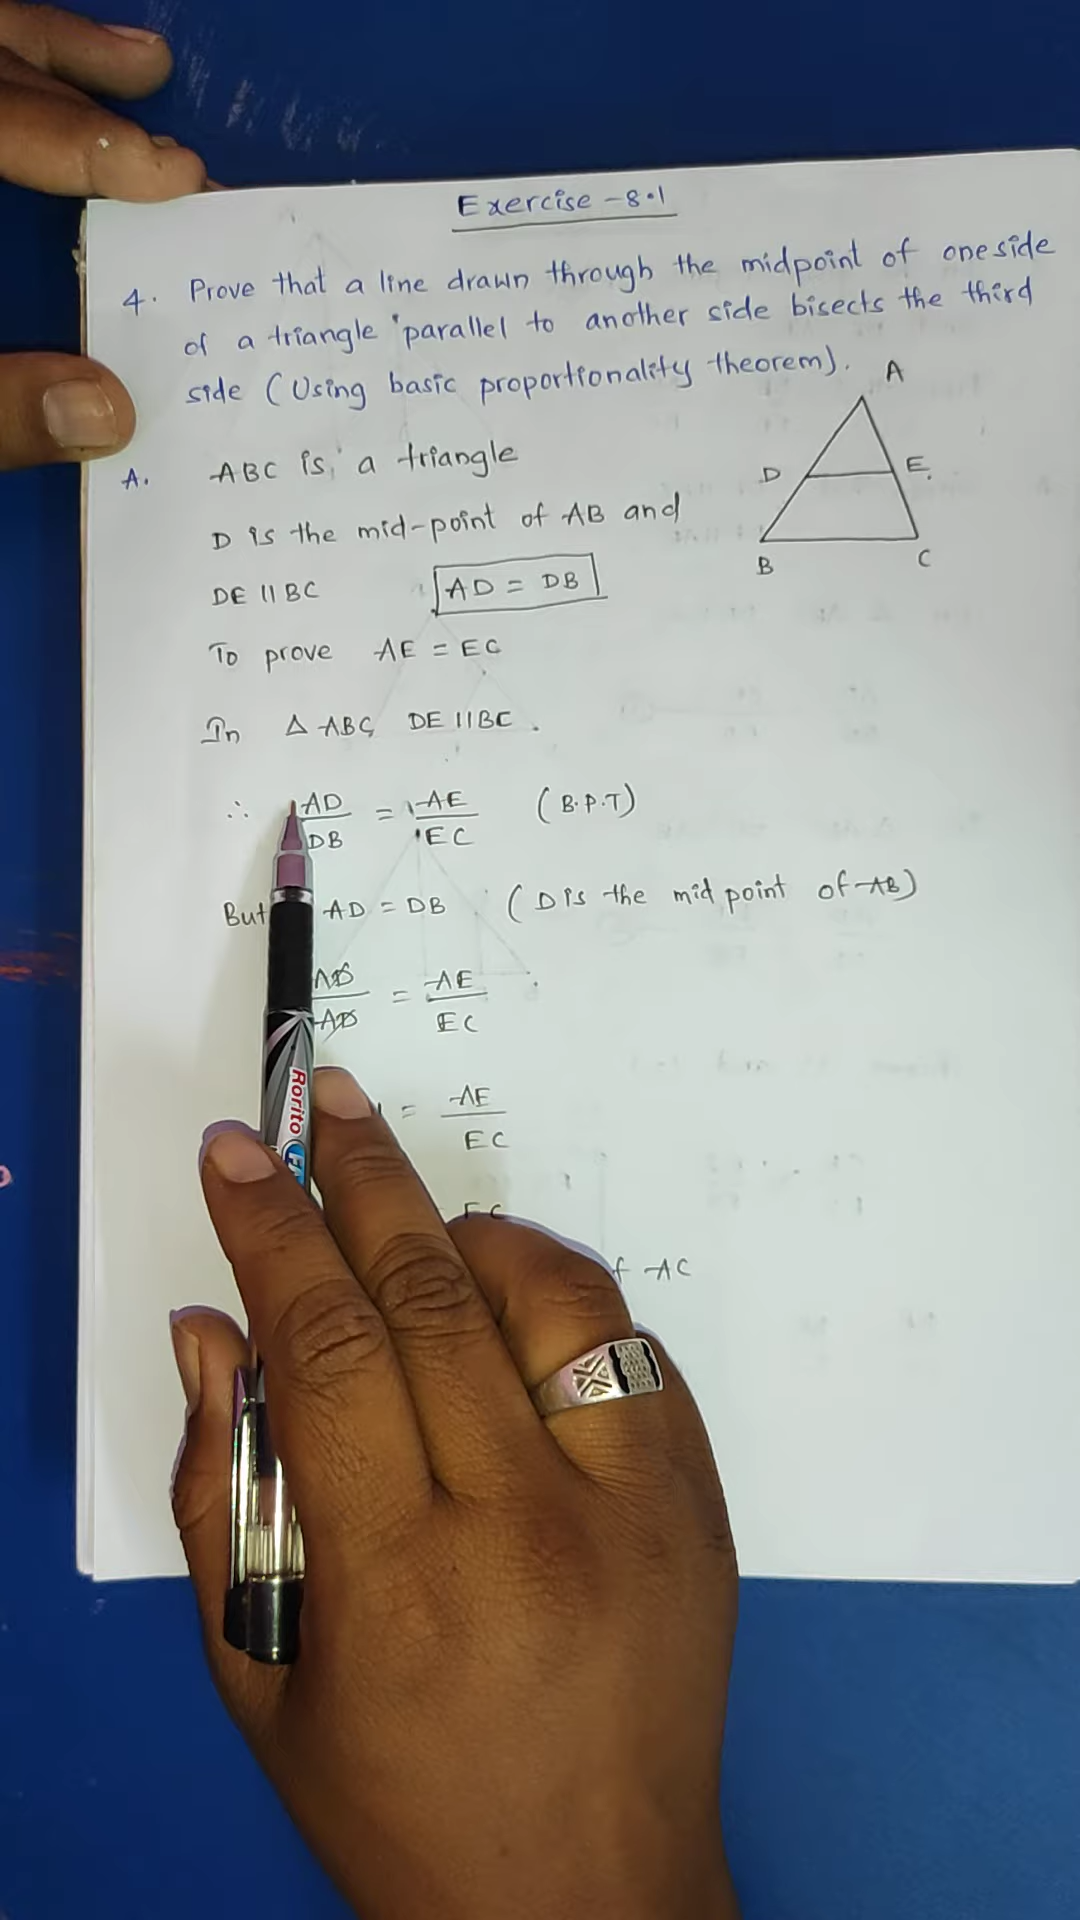 Exercise - 8.1
4. Prove that a line drawn through the midpoint of one side
of a triangle parallel to another side bisects the third
side (Using basic proportionality theorem).
A
D
E
B
C
A. ABC is a triangle
D is the mid-point of AB and
DE || BC AD = DB
To prove AE = EC
In Δ ABC, DE || BC.
∴ AD/DB = AE/EC (B.P.T)
But AD = DB (D is the mid point of AB)
AD/AD = AE/EC
1 = AE/EC
EC
AC
Rorito